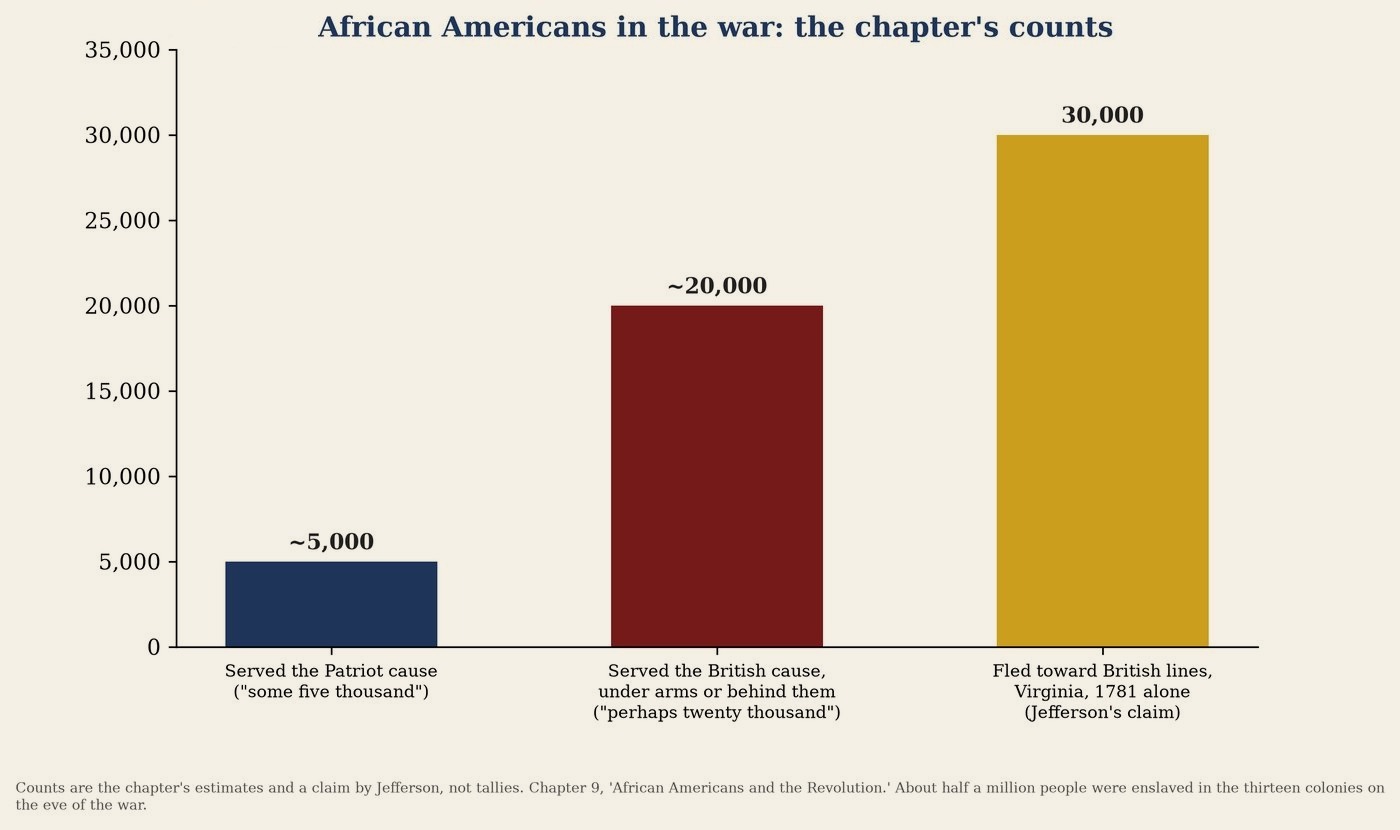 African Americans in the war: the chapter's counts
35,000
30,000
25,000
20,000
15,000
10,000
5,000
0
~5,000
~20,000
30,000
Served the Patriot cause
("some five thousand")
Served the British cause,
under arms or behind them
("perhaps twenty thousand")
Fled toward British lines,
Virginia, 1781 alone
(Jefferson's claim)
Counts are the chapter's estimates and a claim by Jefferson, not tallies. Chapter 9, 'African Americans and the Revolution.' About half a million people were enslaved in the thirteen colonies on
the eve of the war.